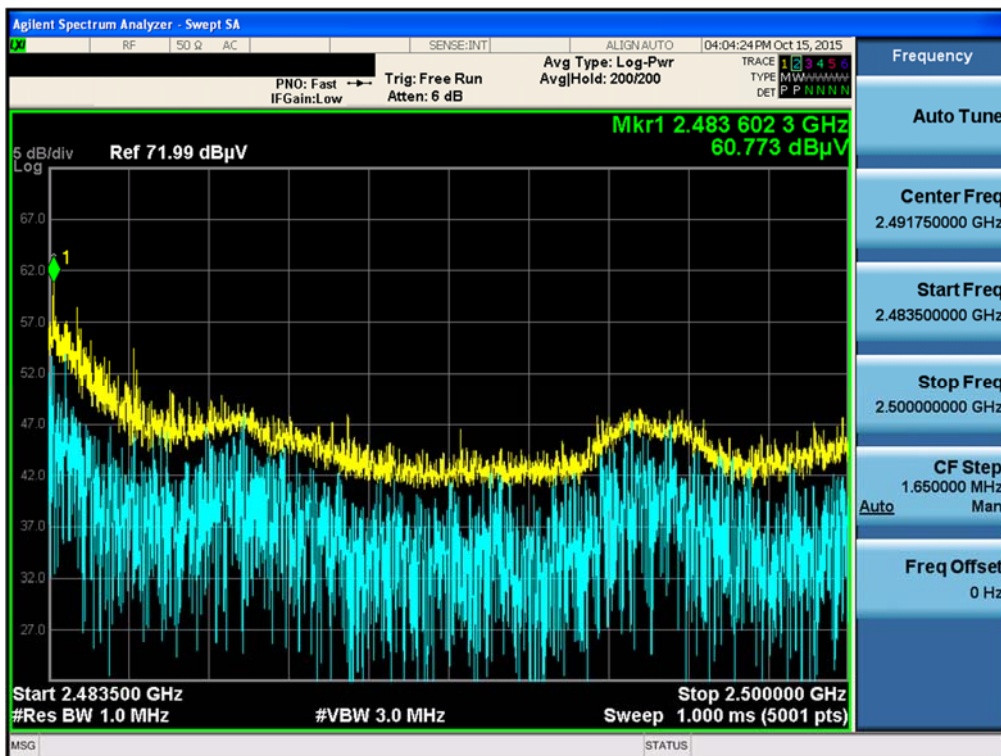 Agilent Spectrum Analyzer - Swept SA
LXI RF 50 Ω AC SENSE:INT ALIGN AUTO 04:04:24 PM Oct 15, 2015
PNO: Fast Trig: Free Run Avg Type: Log-Pwr TRACE 1 2 3 4 5 6
IFGain:Low Atten: 6 dB Avg|Hold: 200/200 TYPE M W
DET P P N N N N
Mkr1 2.483 602 3 GHz
60.773 dBµV
5 dB/div Ref 71.99 dBµV
Log
67.0
1
62.0
57.0
52.0
47.0
42.0
37.0
32.0
27.0
Start 2.483500 GHz Stop 2.500000 GHz
#Res BW 1.0 MHz #VBW 3.0 MHz Sweep 1.000 ms (5001 pts)
MSG STATUS
Frequency
Auto Tune
Center Freq
2.491750000 GHz
Start Freq
2.483500000 GHz
Stop Freq
2.500000000 GHz
CF Step
1.650000 MHz
Auto Man
Freq Offset
0 Hz